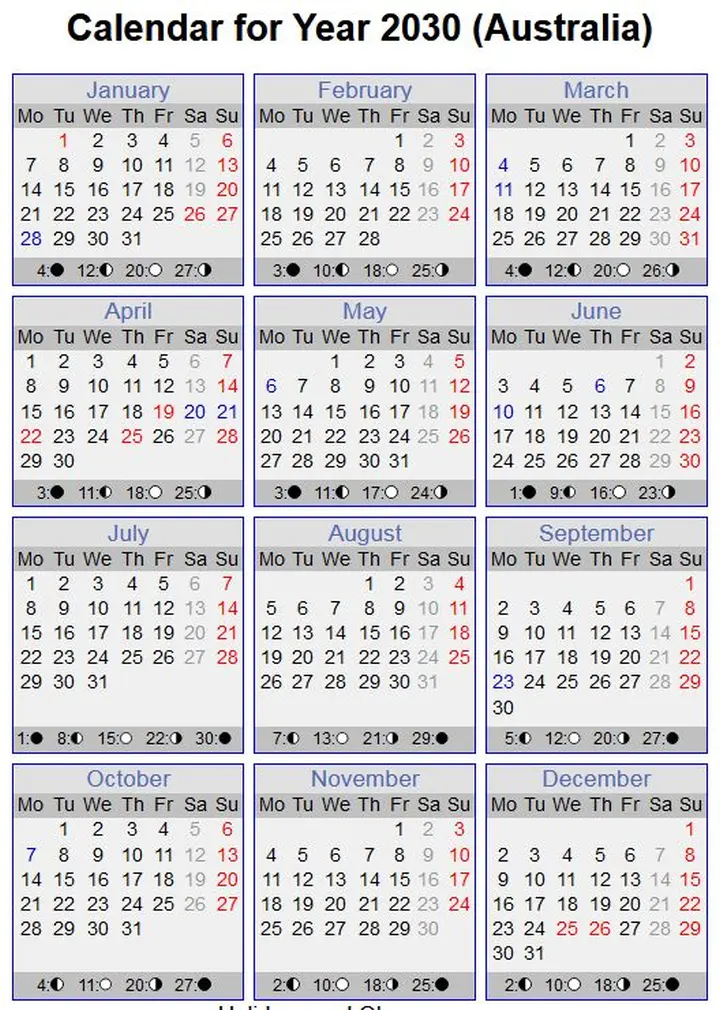 Calendar for Year 2030 (Australia)
January
Mo Tu We Th Fr Sa Su
1 2 3 4 5 6
7 8 9 10 11 12 13
14 15 16 17 18 19 20
21 22 23 24 25 26 27
28 29 30 31
4: 12: 20: 27:
February
Mo Tu We Th Fr Sa Su
1 2 3
4 5 6 7 8 9 10
11 12 13 14 15 16 17
18 19 20 21 22 23 24
25 26 27 28
3: 10: 18: 25:
March
Mo Tu We Th Fr Sa Su
1 2 3
4 5 6 7 8 9 10
11 12 13 14 15 16 17
18 19 20 21 22 23 24
25 26 27 28 29 30 31
4: 12: 20: 26:
April
Mo Tu We Th Fr Sa Su
1 2 3 4 5 6 7
8 9 10 11 12 13 14
15 16 17 18 19 20 21
22 23 24 25 26 27 28
29 30
3: 11: 18: 25:
May
Mo Tu We Th Fr Sa Su
1 2 3 4 5
6 7 8 9 10 11 12
13 14 15 16 17 18 19
20 21 22 23 24 25 26
27 28 29 30 31
3: 11: 17: 24:
June
Mo Tu We Th Fr Sa Su
1 2
3 4 5 6 7 8 9
10 11 12 13 14 15 16
17 18 19 20 21 22 23
24 25 26 27 28 29 30
1: 9: 16: 23:
July
Mo Tu We Th Fr Sa Su
1 2 3 4 5 6 7
8 9 10 11 12 13 14
15 16 17 18 19 20 21
22 23 24 25 26 27 28
29 30 31
1: 8: 15: 22: 30:
August
Mo Tu We Th Fr Sa Su
1 2 3 4
5 6 7 8 9 10 11
12 13 14 15 16 17 18
19 20 21 22 23 24 25
26 27 28 29 30 31
7: 13: 21: 29:
September
Mo Tu We Th Fr Sa Su
1
2 3 4 5 6 7 8
9 10 11 12 13 14 15
16 17 18 19 20 21 22
23 24 25 26 27 28 29
30
5: 12: 20: 27:
October
Mo Tu We Th Fr Sa Su
1 2 3 4 5 6
7 8 9 10 11 12 13
14 15 16 17 18 19 20
21 22 23 24 25 26 27
28 29 30 31
4: 11: 20: 27:
November
Mo Tu We Th Fr Sa Su
1 2 3
4 5 6 7 8 9 10
11 12 13 14 15 16 17
18 19 20 21 22 23 24
25 26 27 28 29 30
2: 10: 18: 25:
December
Mo Tu We Th Fr Sa Su
1
2 3 4 5 6 7 8
9 10 11 12 13 14 15
16 17 18 19 20 21 22
23 24 25 26 27 28 29
30 31
2: 10: 18: 25: